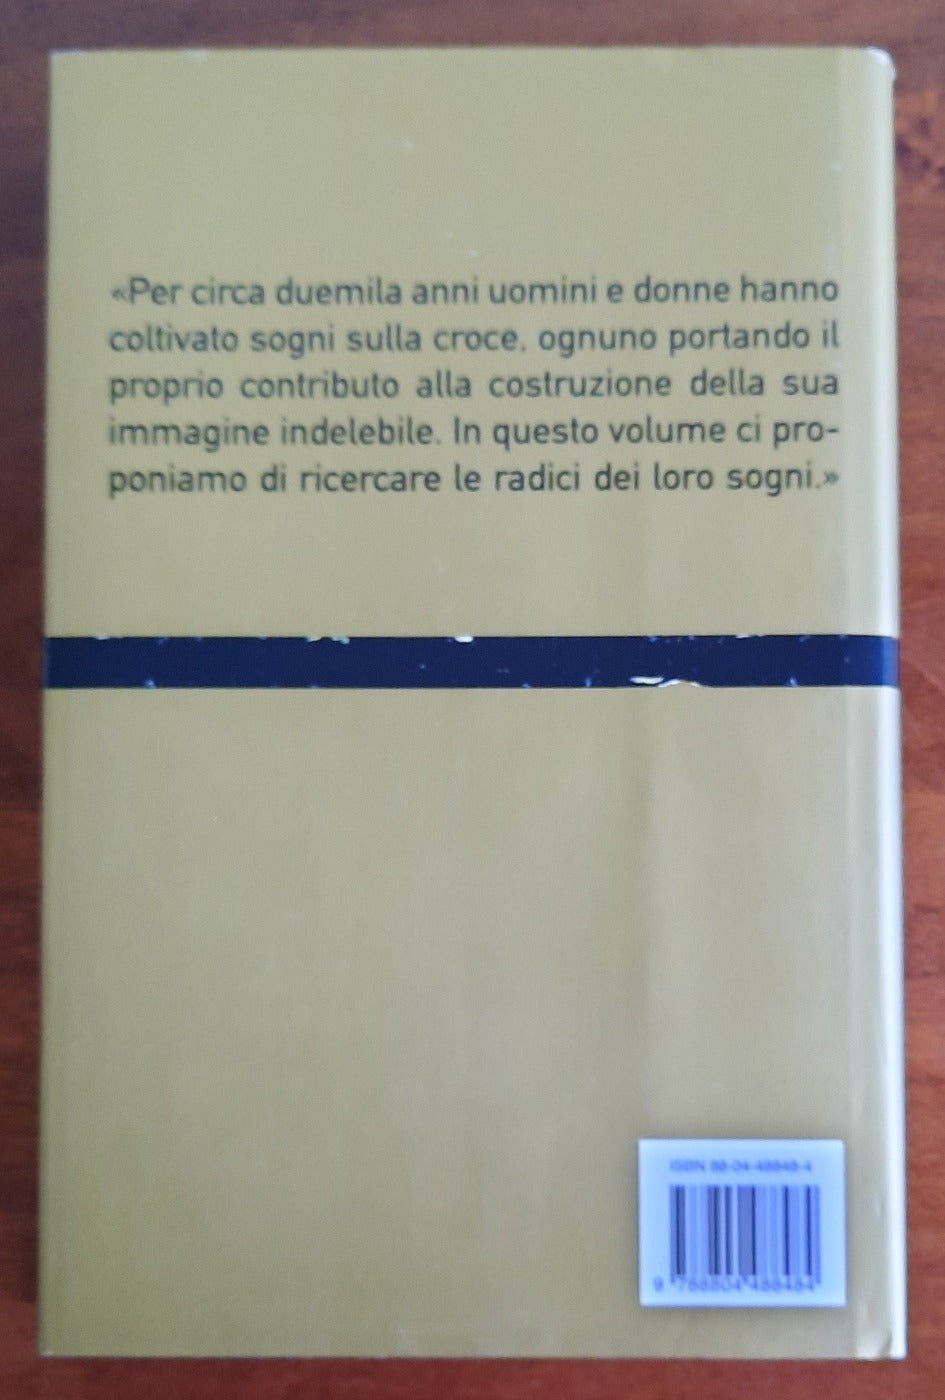 «Per circa duemila anni uomini e donne hanno
coltivato sogni sulla croce, ognuno portando il
proprio contributo alla costruzione della sua
immagine indelebile. In questo volume ci pro-
poniamo di ricercare le radici dei loro sogni.»
ISBN 88-04-48848-4
9 788804 488484